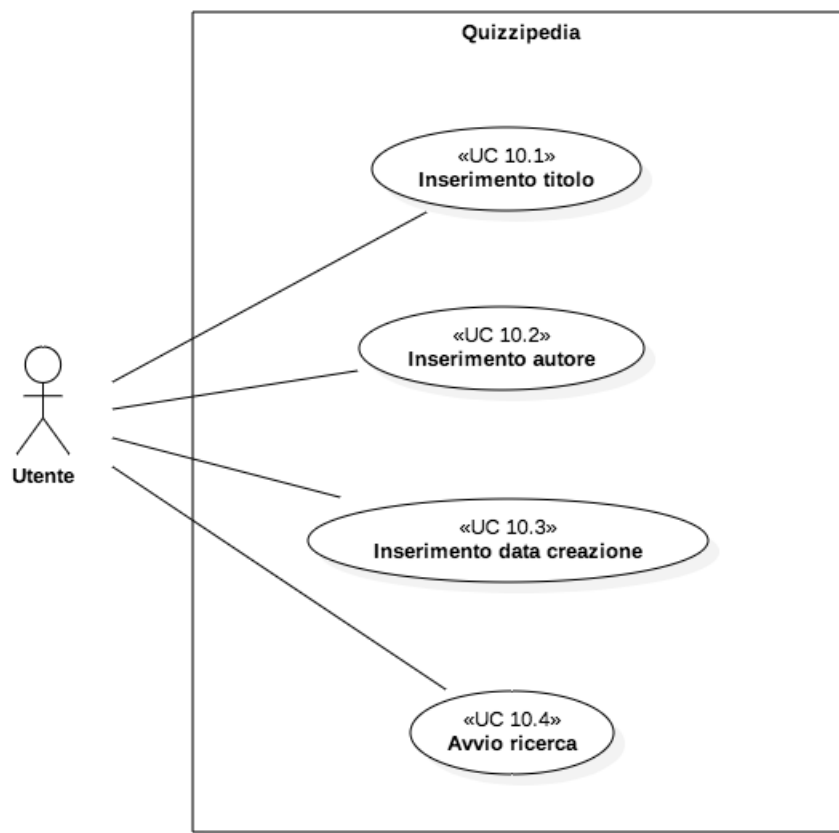 Quizzipedia
«UC 10.1»
Inserimento titolo
«UC 10.2»
Inserimento autore
Utente
«UC 10.3»
Inserimento data creazione
«UC 10.4»
Avvio ricerca